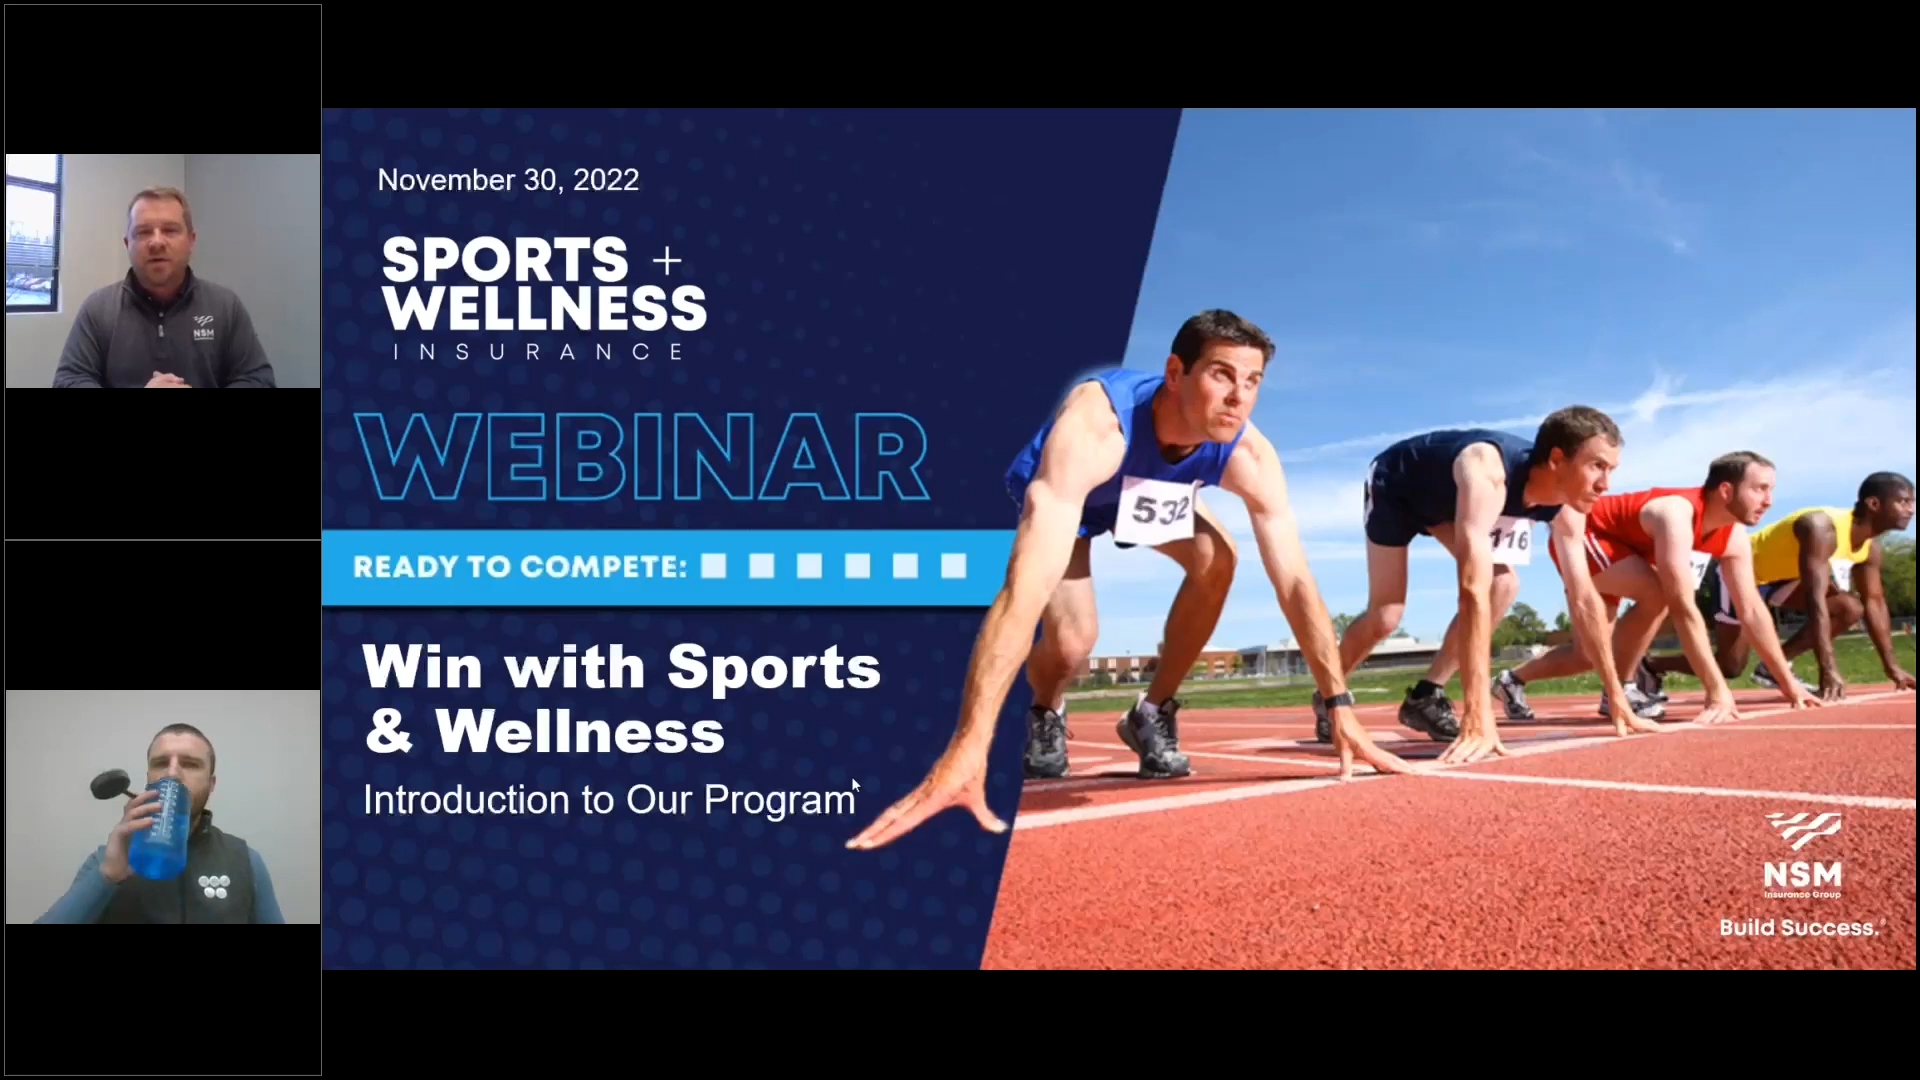 November 30, 2022
SPORTS +
WELLNESS
INSURANCE
WEBINAR
READY TO COMPETE:
Win with Sports
& Wellness
Introduction to Our Program
532
116
NSM
NSM
Insurance Group
Build Success.®